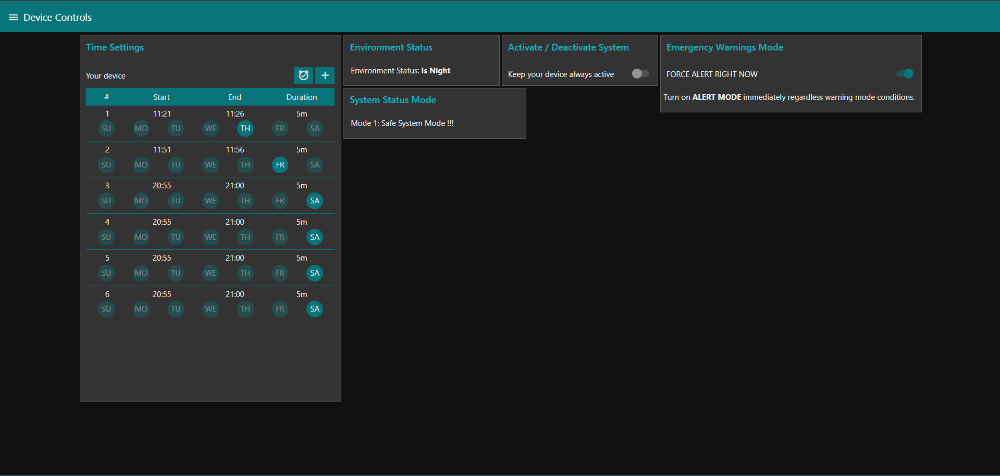 Device Controls
Time Settings
Your device
# Start End Duration
1 11:21 11:26 5m
SU MO TU WE TH FR SA
2 11:51 11:56 5m
SU MO TU WE TH FR SA
3 20:55 21:00 5m
SU MO TU WE TH FR SA
4 20:55 21:00 5m
SU MO TU WE TH FR SA
5 20:55 21:00 5m
SU MO TU WE TH FR SA
6 20:55 21:00 5m
SU MO TU WE TH FR SA
Environment Status
Environment Status: Is Night
Activate / Deactivate System
Keep your device always active
Emergency Warnings Mode
FORCE ALERT RIGHT NOW
Turn on ALERT MODE immediately regardless warning mode conditions.
System Status Mode
Mode 1: Safe System Mode !!!